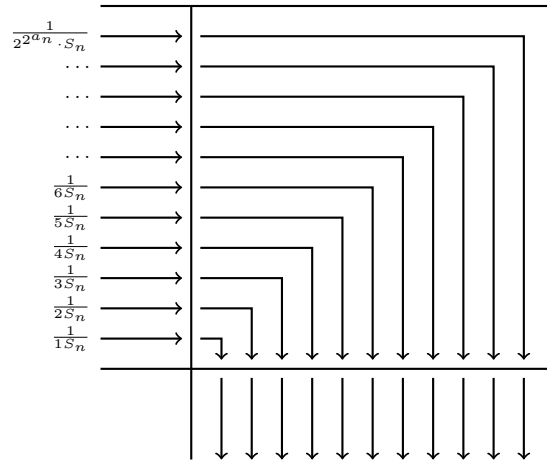 $\frac{1}{2^{2^{a_n}} \cdot S_n}$
...
...
...
...
$\frac{1}{6S_n}$
$\frac{1}{5S_n}$
$\frac{1}{4S_n}$
$\frac{1}{3S_n}$
$\frac{1}{2S_n}$
$\frac{1}{1S_n}$